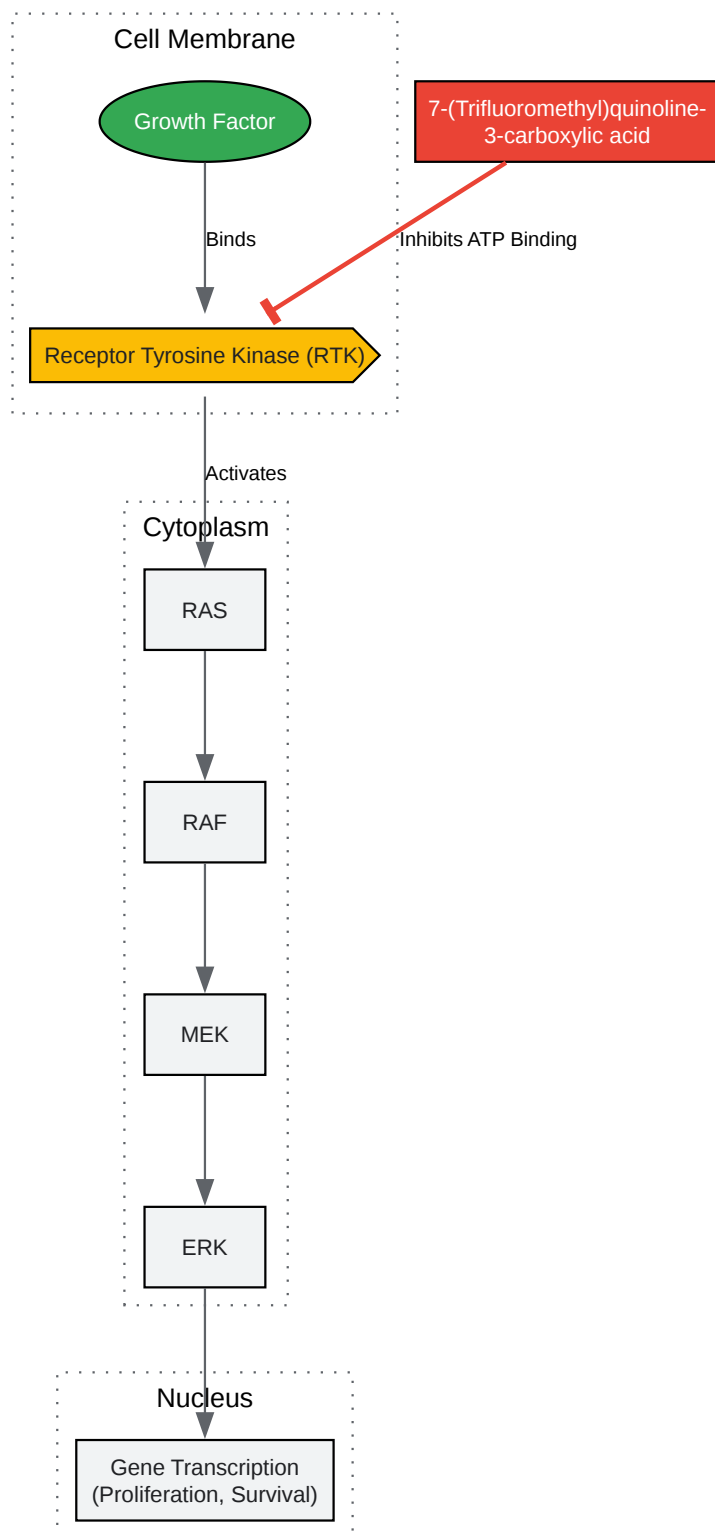 Cell Membrane
Growth Factor
7-(Trifluoromethyl)quinoline-
3-carboxylic acid
Binds
Inhibits ATP Binding
Receptor Tyrosine Kinase (RTK)
Activates
Cytoplasm
RAS
RAF
MEK
ERK
Nucleus
Gene Transcription
(Proliferation, Survival)